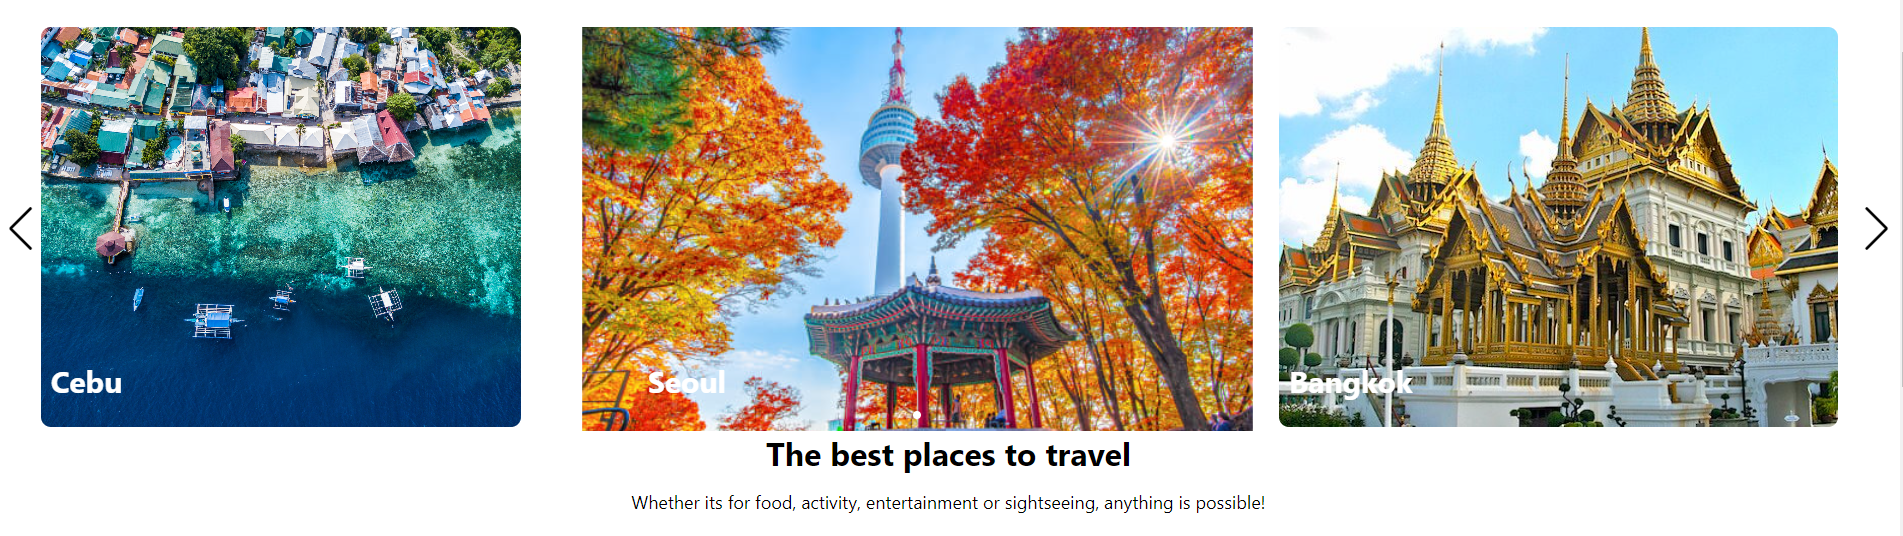 Cebu
Seoul
Bangkok
The best places to travel
Whether its for food, activity, entertainment or sightseeing, anything is possible!